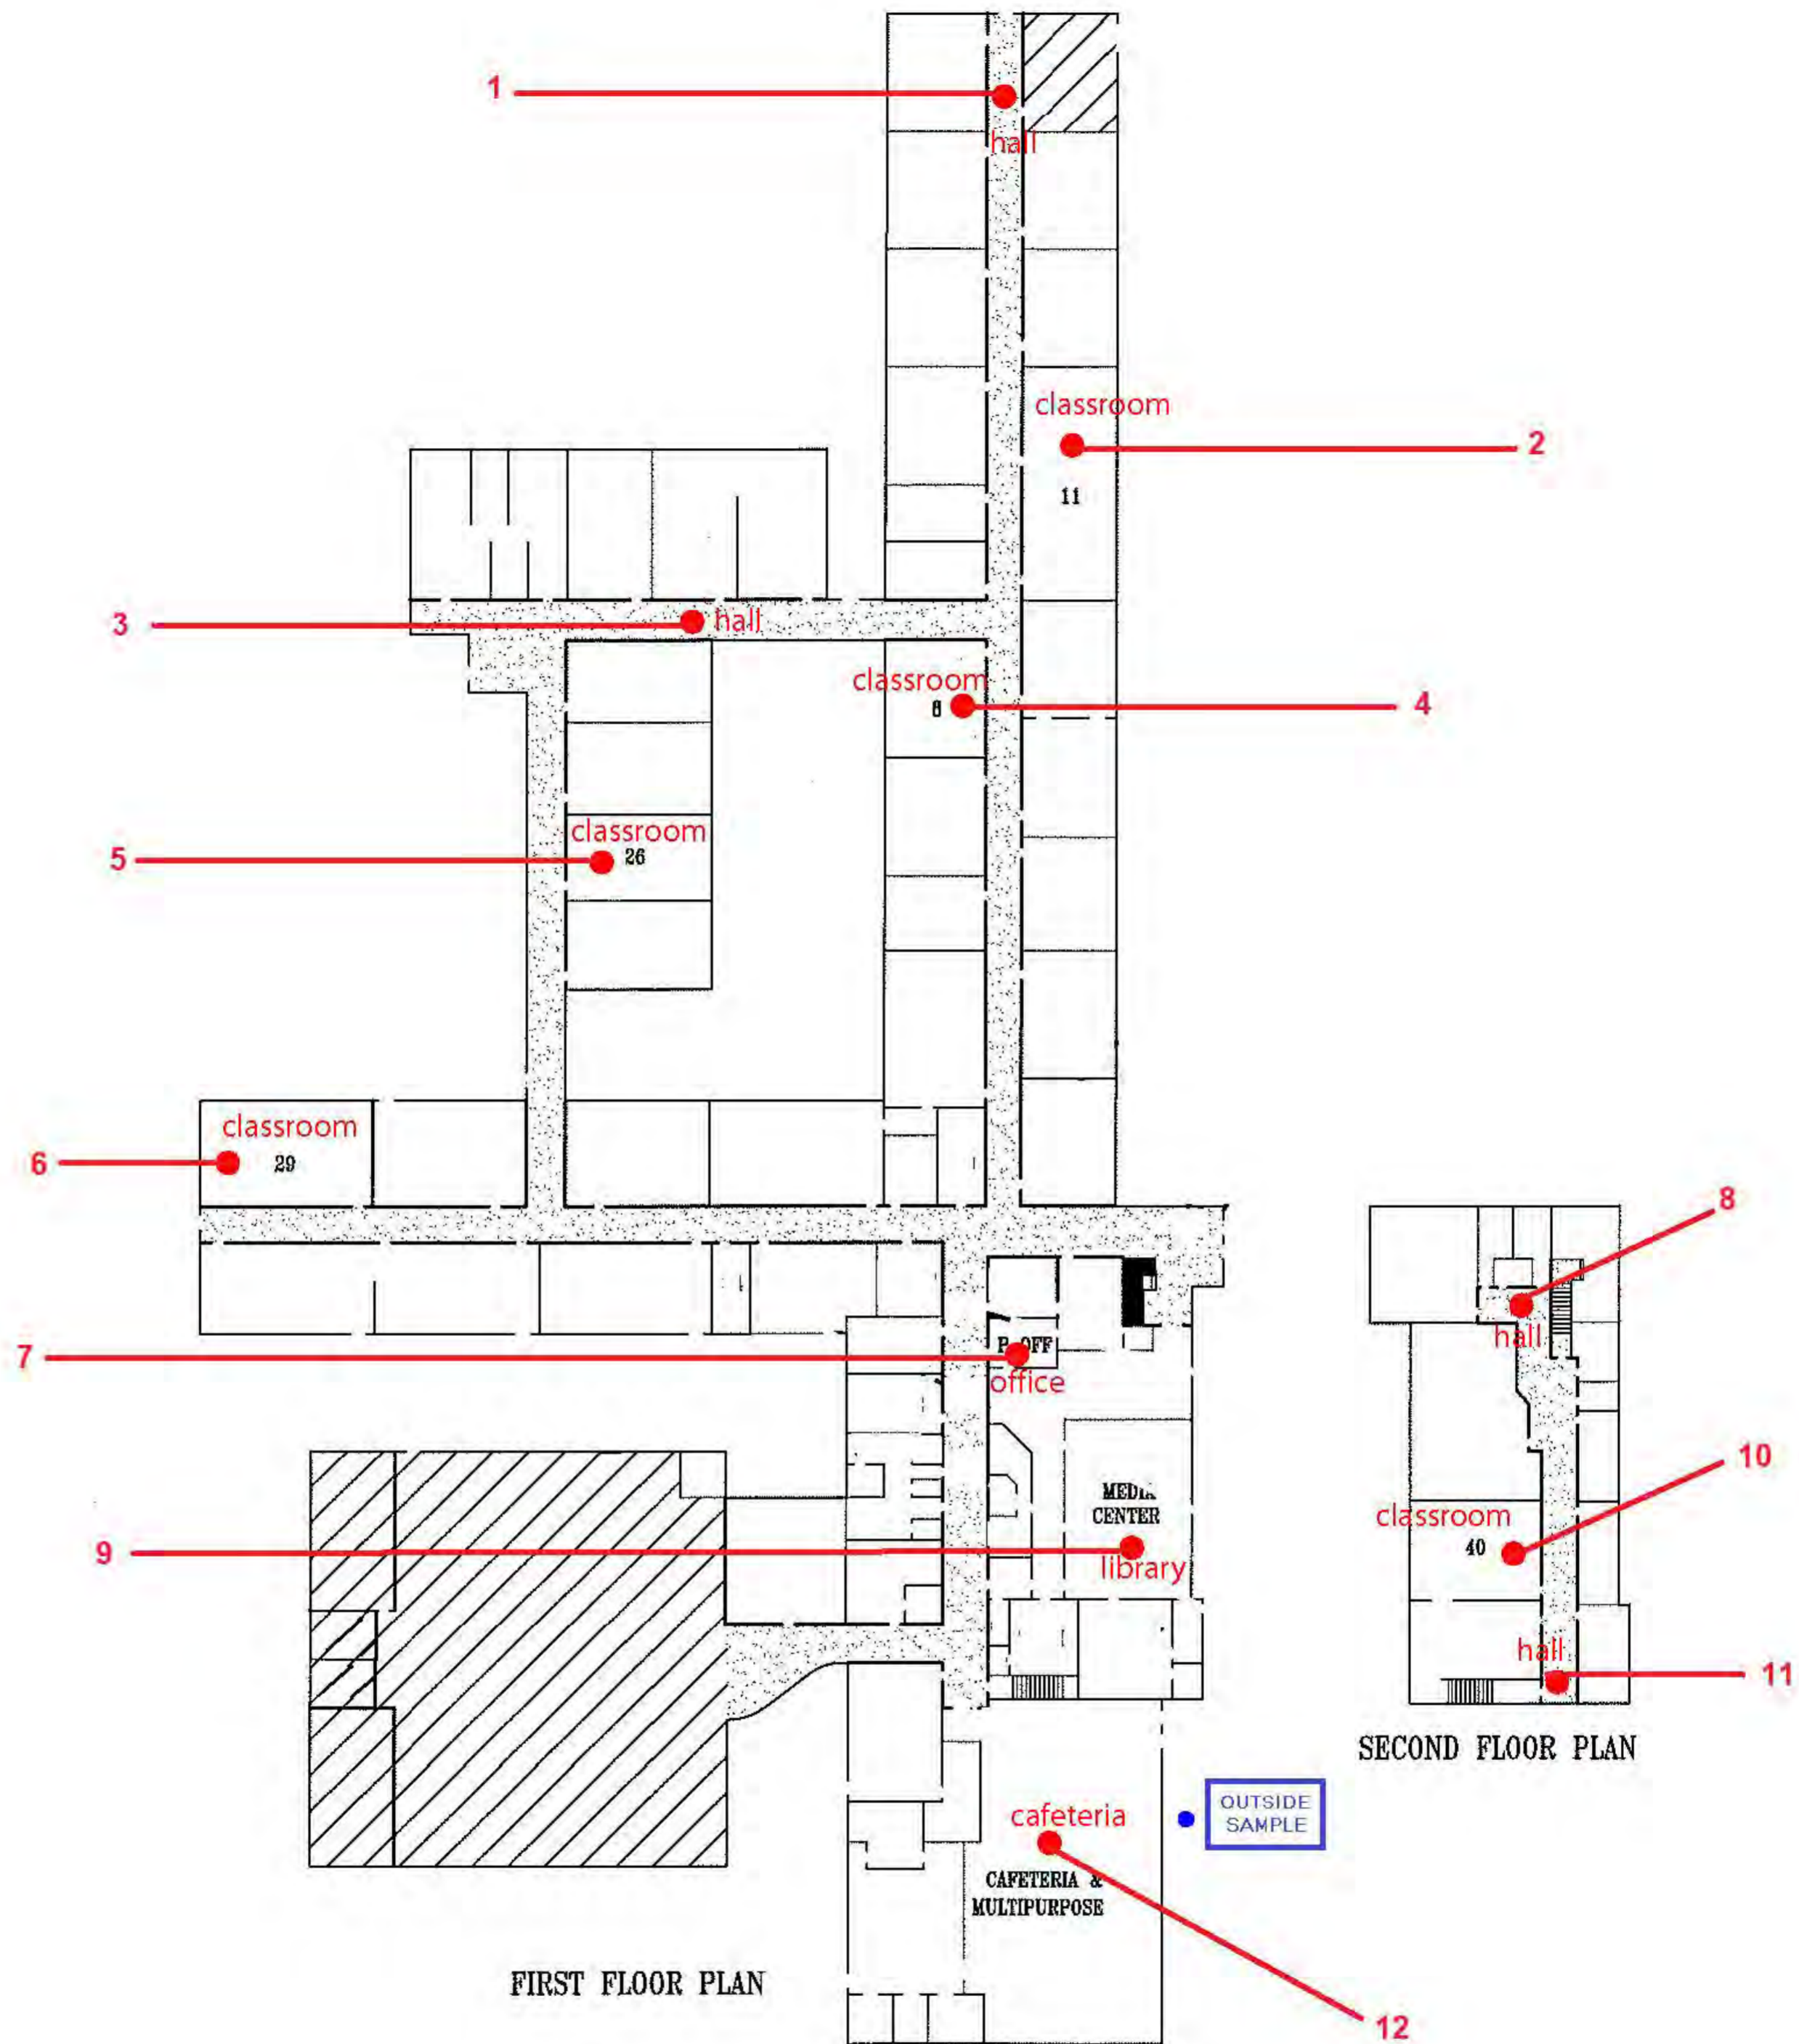 1
hall
classroom
2
11
3
hall
classroom
8
4
classroom
5
26
classroom
6
29
8
hall
7
P. OFF
office
MEDIA
CENTER
9
library
10
classroom
40
hall
11
SECOND FLOOR PLAN
OUTSIDE
SAMPLE
cafeteria
CAFETERIA &
MULTIPURPOSE
FIRST FLOOR PLAN
12